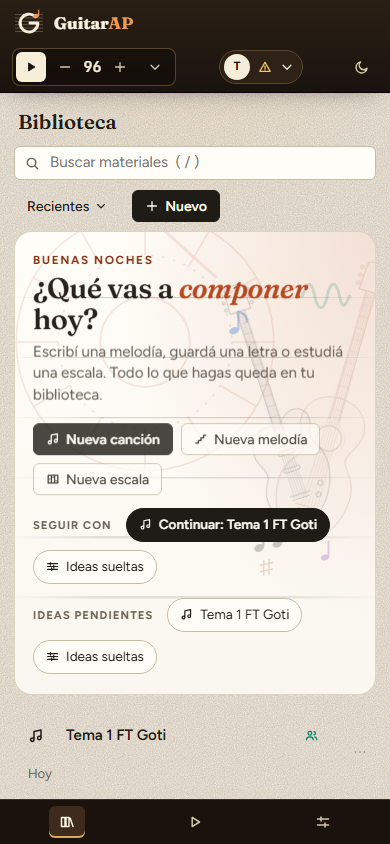 GuitarAP
96
T
Biblioteca
Buscar materiales ( / )
Recientes
+ Nuevo
BUENAS NOCHES
¿Qué vas a componer
hoy?
Escribí una melodía, guardá una letra o estudiá
una escala. Todo lo que hagas queda en tu
biblioteca.
Nueva canción
Nueva melodía
Nueva escala
SEGUIR CON
Continuar: Tema 1 FT Goti
Ideas sueltas
IDEAS PENDIENTES
Tema 1 FT Goti
Ideas sueltas
Tema 1 FT Goti
...
Hoy